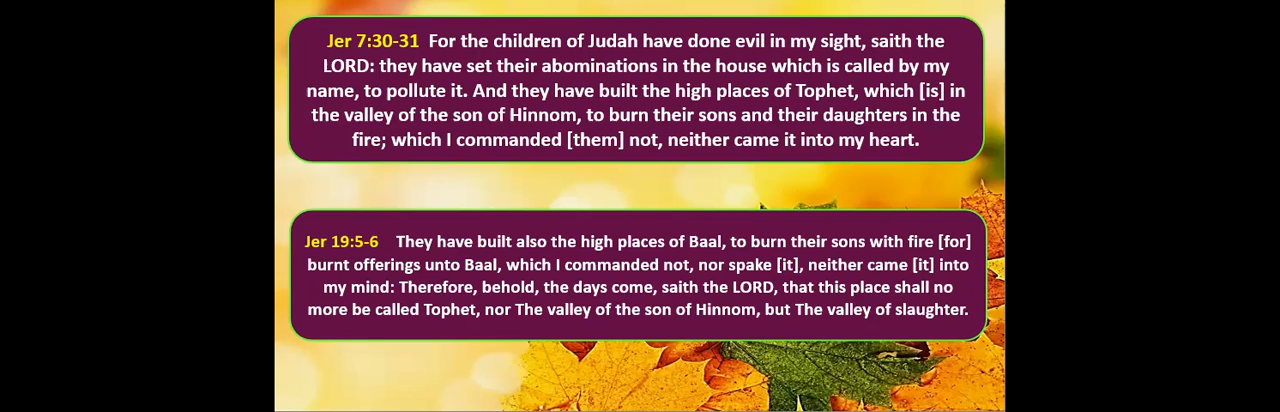 Jer 7:30-31 For the children of Judah have done evil in my sight, saith the
LORD: they have set their abominations in the house which is called by my
name, to pollute it. And they have built the high places of Tophet, which [is] in
the valley of the son of Hinnom, to burn their sons and their daughters in the
fire; which I commanded [them] not, neither came it into my heart.
Jer 19:5-6 They have built also the high places of Baal, to burn their sons with fire [for]
burnt offerings unto Baal, which I commanded not, nor spake [it], neither came [it] into
my mind: Therefore, behold, the days come, saith the LORD, that this place shall no
more be called Tophet, nor The valley of the son of Hinnom, but The valley of slaughter.